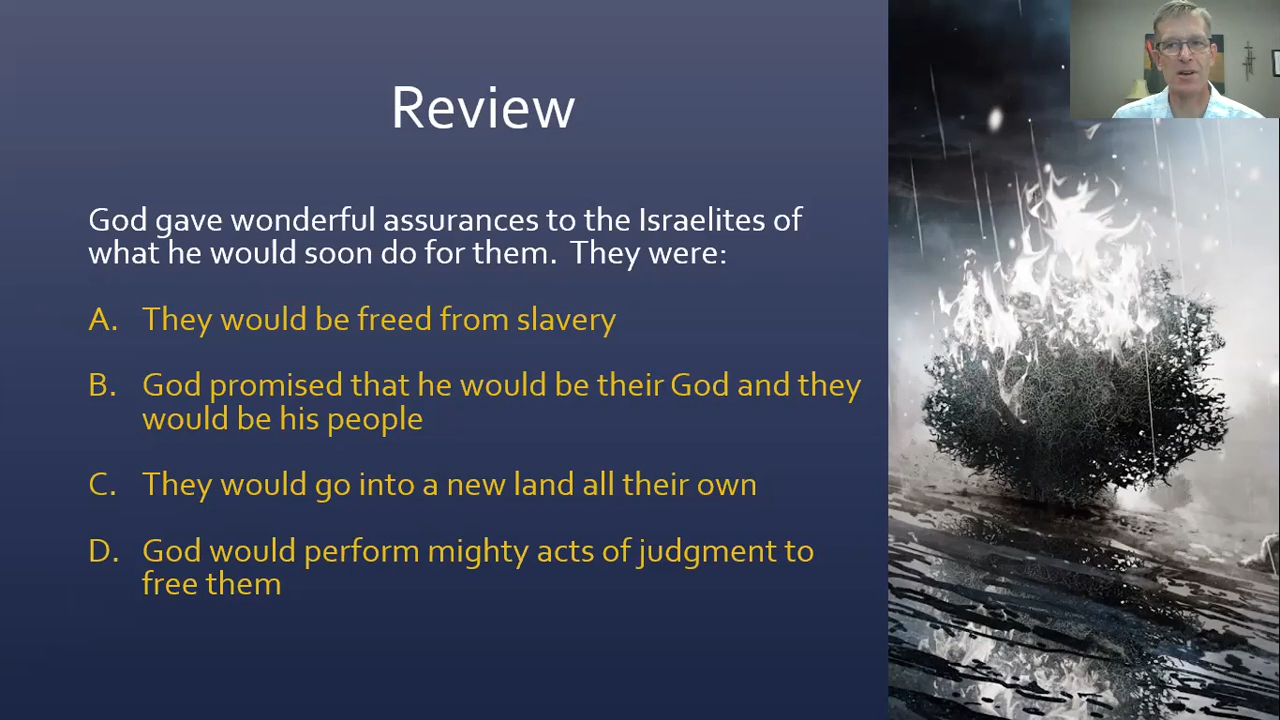 Review
God gave wonderful assurances to the Israelites of
what he would soon do for them.  They were:
A. They would be freed from slavery
B. God promised that he would be their God and they
would be his people
C. They would go into a new land all their own
D. God would perform mighty acts of judgment to
free them